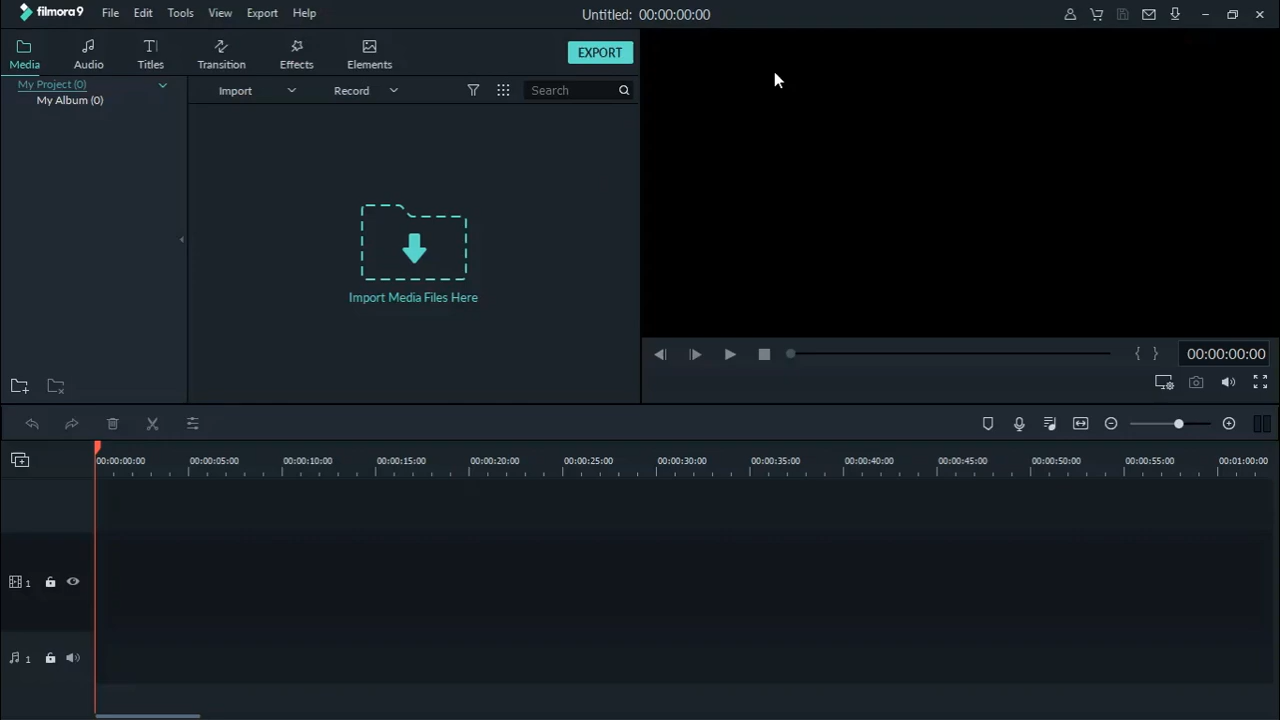 filmora9 File Edit Tools View Export Help Untitled: 00:00:00:00
Media Audio Titles Transition Effects Elements EXPORT
My Project (0) Import Record Search
My Album (0)
Import Media Files Here
{ } 00:00:00:00
00:00:00:00 00:00:05:00 00:00:10:00 00:00:15:00 00:00:20:00 00:00:25:00 00:00:30:00 00:00:35:00 00:00:40:00 00:00:45:00 00:00:50:00 00:00:55:00 00:01:00:00
1
1